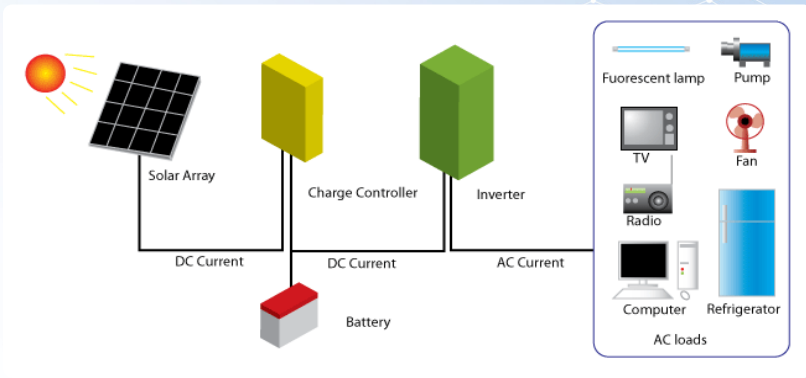 Fuorescent lamp
Pump
TV
Fan
Solar Array
Charge Controller
Inverter
Radio
DC Current
DC Current
AC Current
Computer
Refrigerator
Battery
AC loads